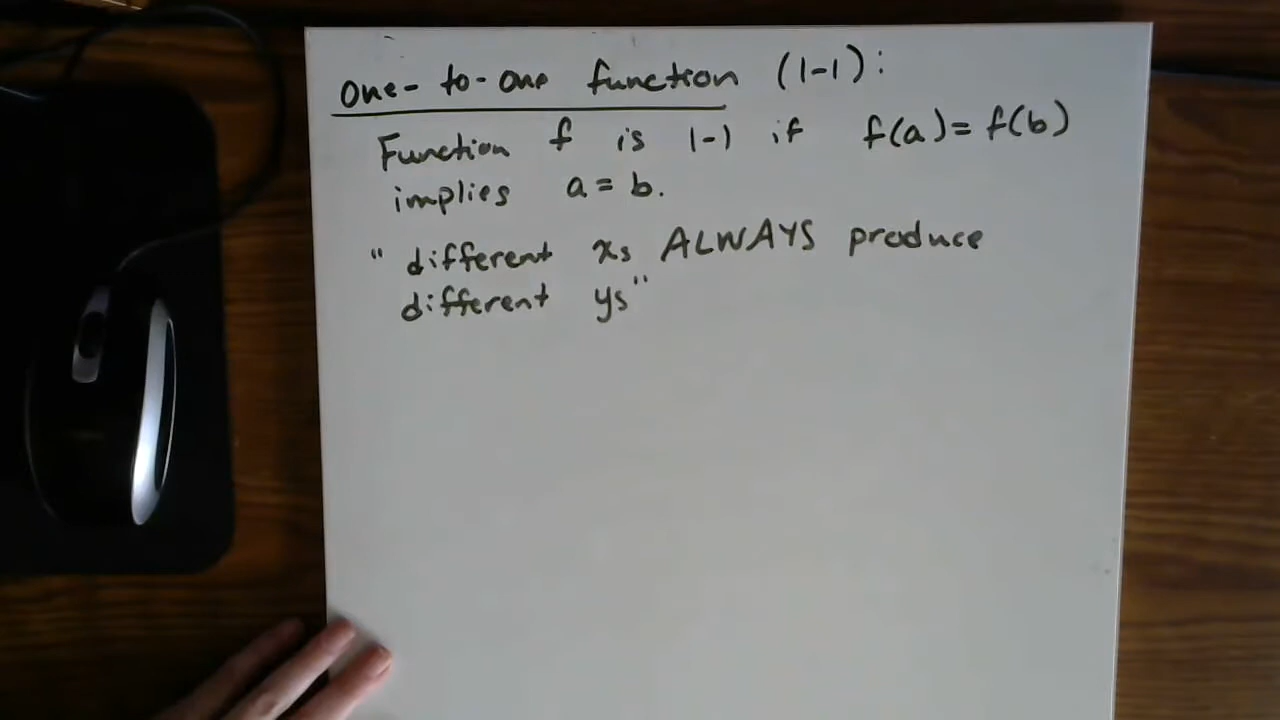 one-to-one function (1-1):
Function f is 1-1 if f(a) = f(b)
implies a = b.
" different xs ALWAYS produce
different ys"